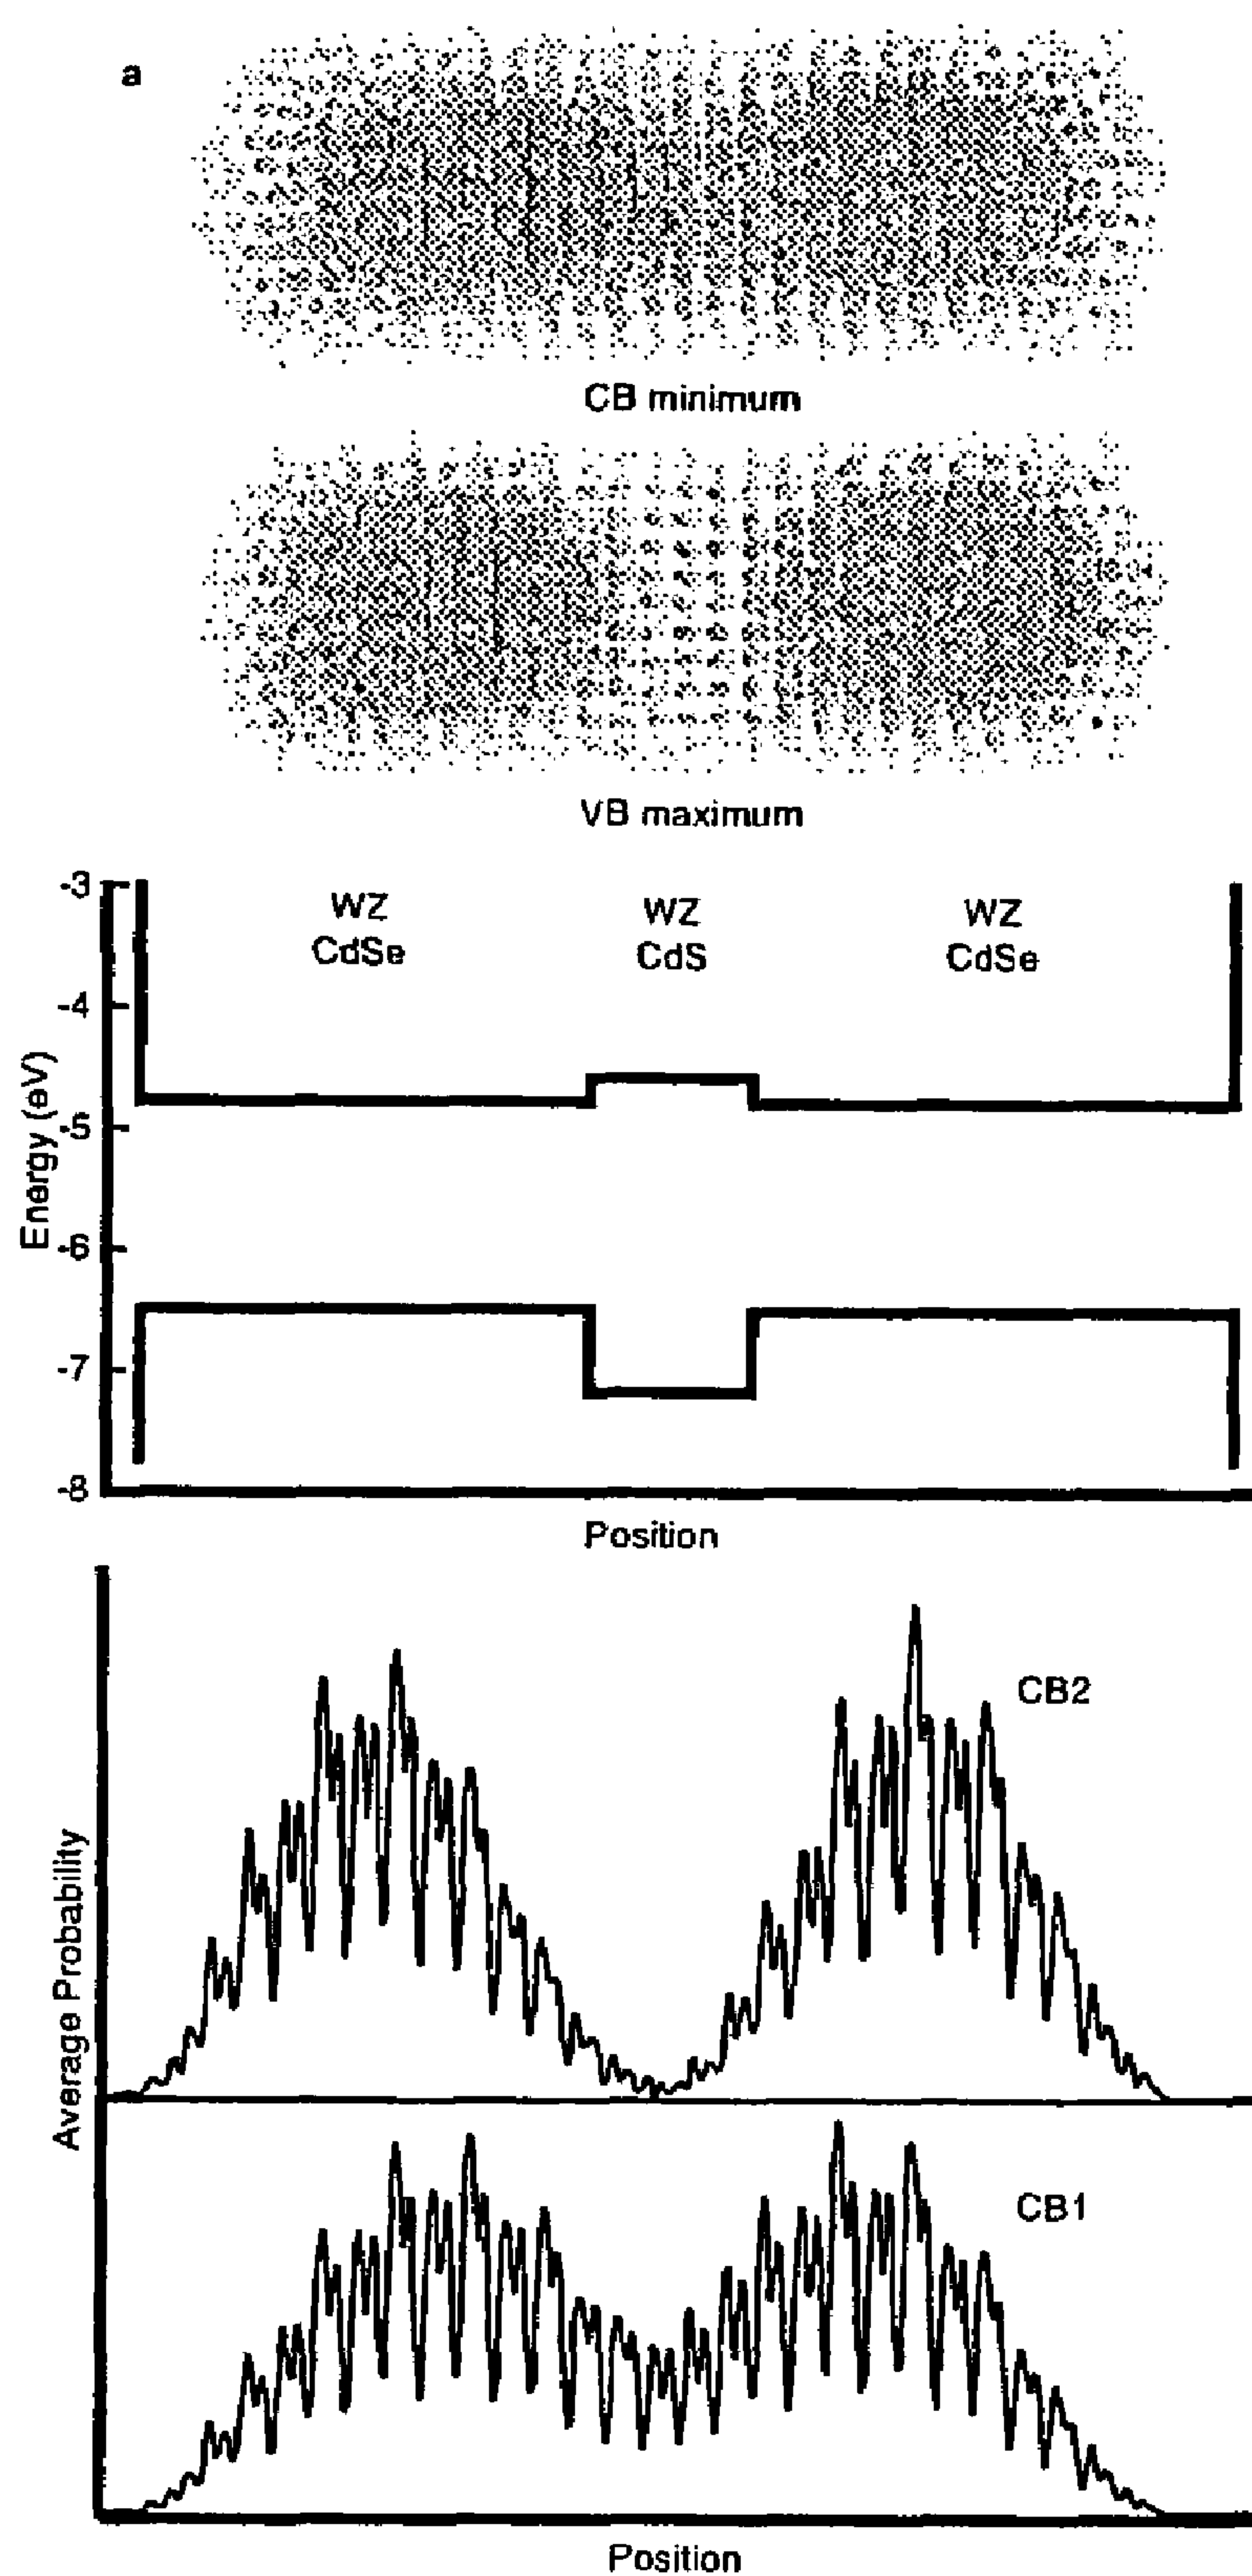 a
CB minimum
VB maximum
-3
-4
-5
-6
-7
-8
Energy (eV)
WZ
CdSe
WZ
CdS
WZ
CdSe
Position
Average Probability
CB2
CB1
Position